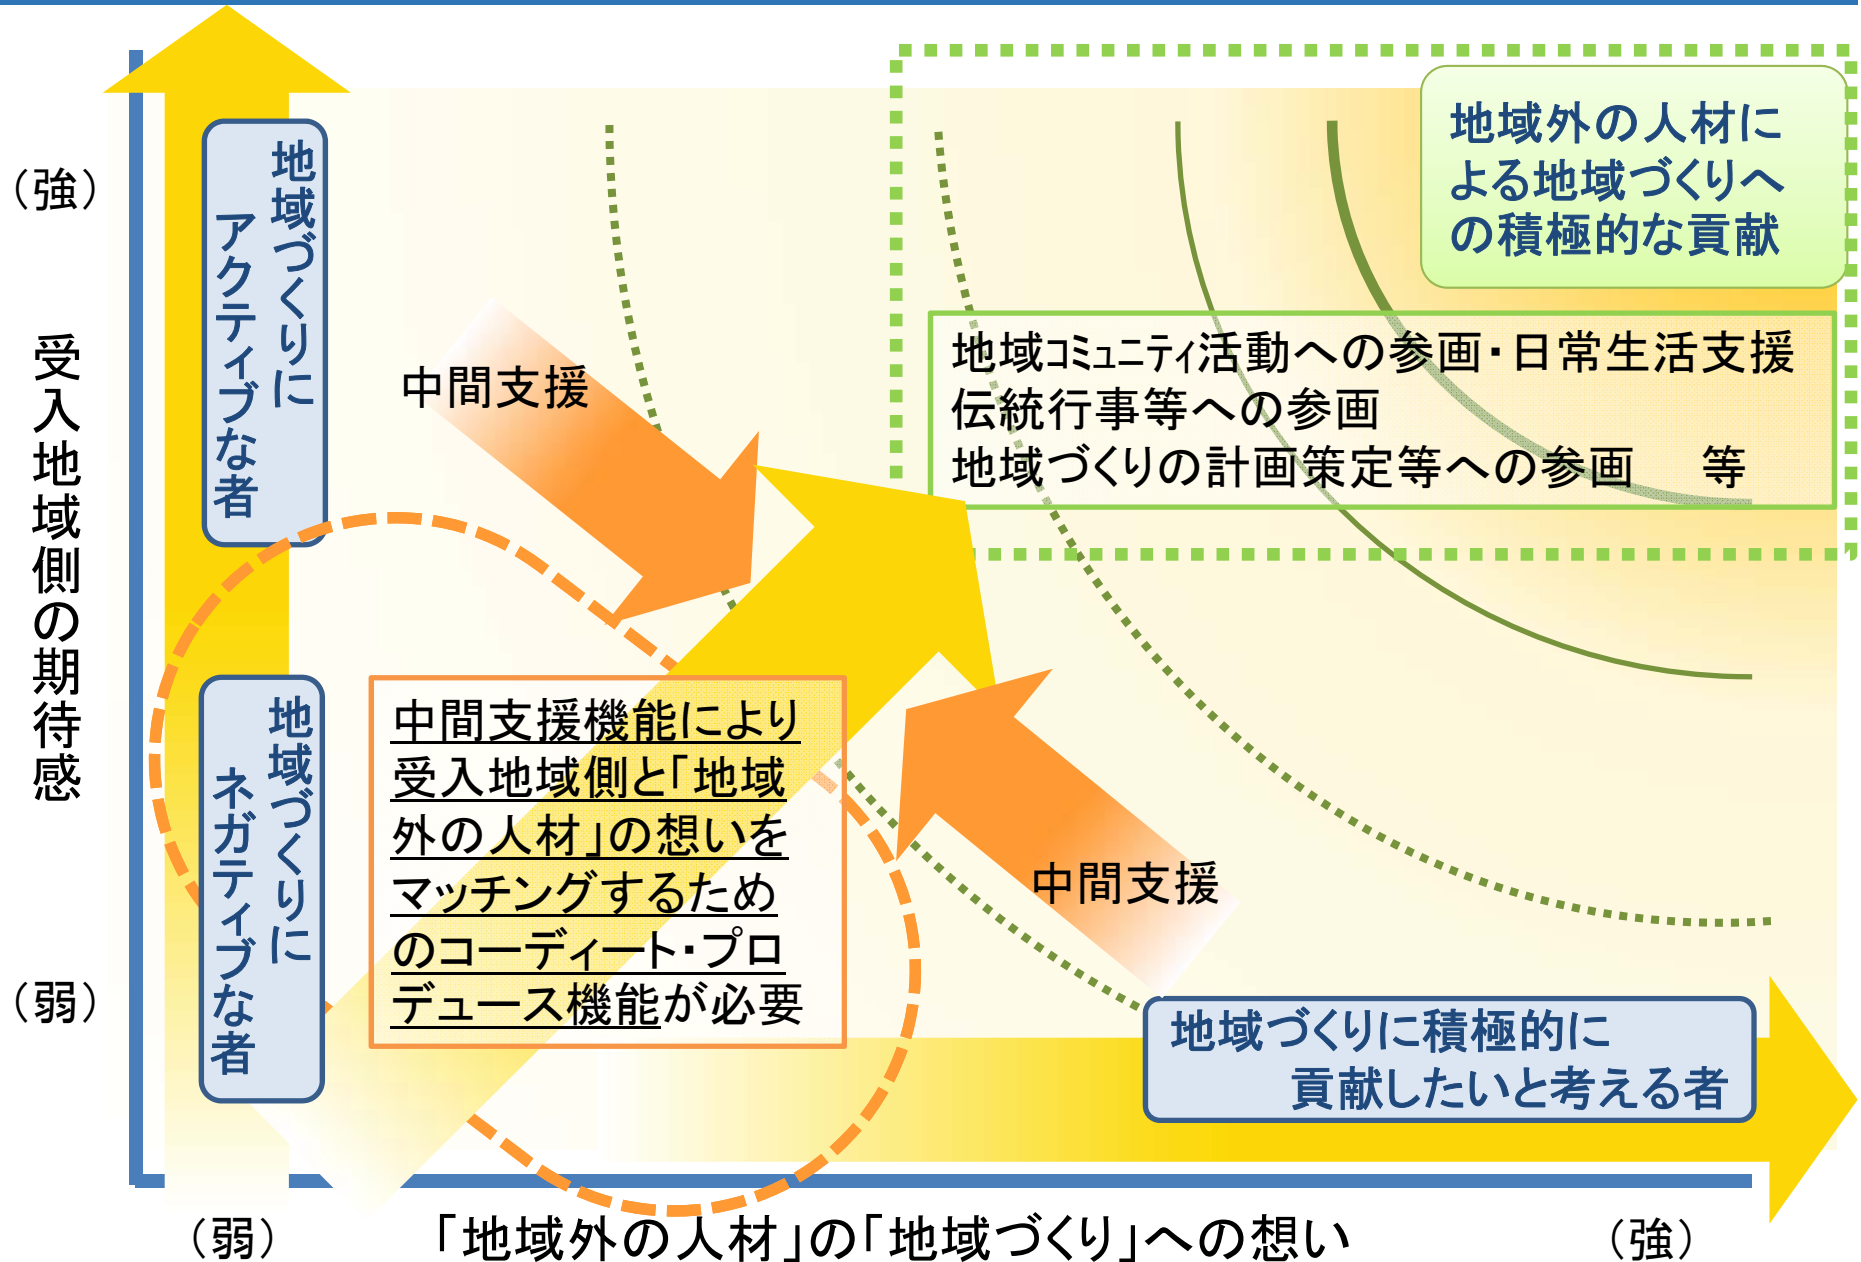 (強)
受入地域側の期待感
(弱)
地域づくりに
アクティブな者
地域づくりに
ネガティブな者
中間支援
地域外の人材に
よる地域づくりへ
の積極的な貢献
地域コミュニティ活動への参画・日常生活支援
伝統行事等への参画
地域づくりの計画策定等への参画 等
中間支援機能により
受入地域側と「地域
外の人材」の想いを
マッチングするため
のコーディート・プロ
デュース機能が必要
中間支援
地域づくりに積極的に
貢献したいと考える者
(弱)
「地域外の人材」の「地域づくり」への想い
(強)